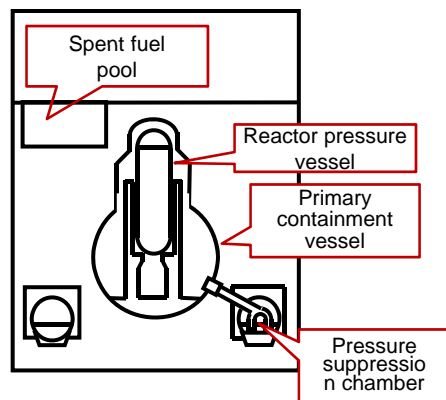 Spent fuel
pool
Reactor pressure
vessel
Primary
containment
vessel
Pressure
suppressio
n chamber